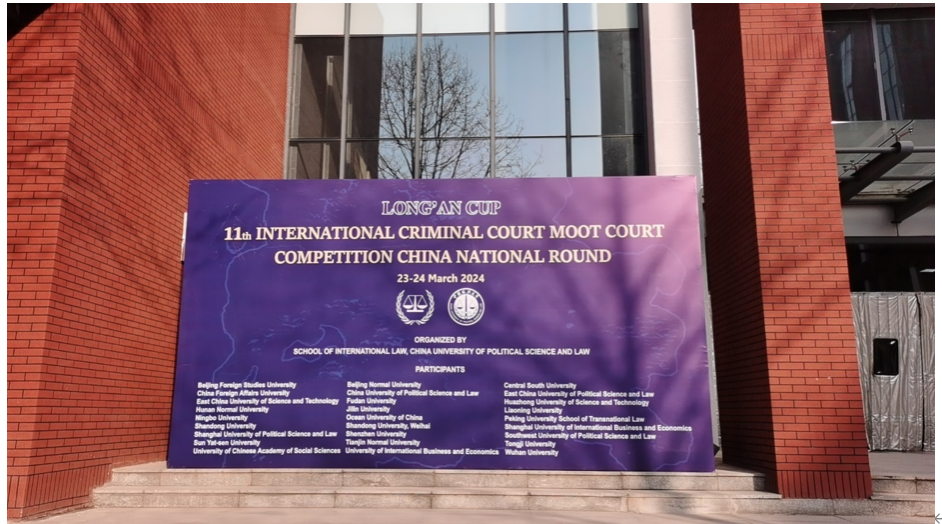 LONG'AN CUP
11th INTERNATIONAL CRIMINAL COURT MOOT COURT
COMPETITION CHINA NATIONAL ROUND
23-24 March 2024
ORGANIZED BY
SCHOOL OF INTERNATIONAL LAW, CHINA UNIVERSITY OF POLITICAL SCIENCE AND LAW
PARTICIPANTS
Beijing Foreign Studies University
China Foreign Affairs University
East China University of Science and Technology
Hunan Normal University
Ningbo University
Shandong University
Shanghai University of Political Science and Law
Sun Yat-sen University
University of Chinese Academy of Social Sciences
Beijing Normal University
China University of Political Science and Law
Fudan University
Jilin University
Ocean University of China
Shandong University, Weihai
Shenzhen University
Tianjin Normal University
University of International Business and Economics
Central South University
East China University of Political Science and Law
Huazhong University of Science and Technology
Liaoning University
Peking University School of Transnational Law
Shanghai University of International Business and Economics
Southwest University of Political Science and Law
Tongji University
Wuhan University